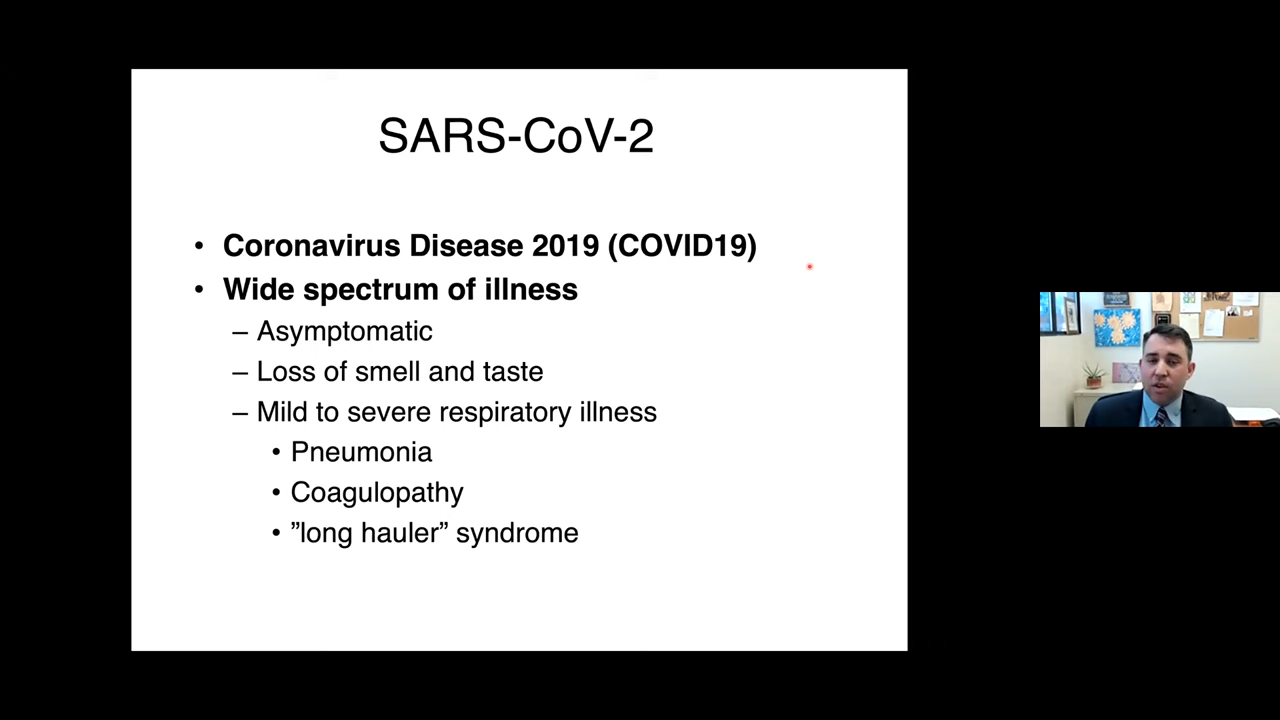 SARS-CoV-2
• Coronavirus Disease 2019 (COVID19)
• Wide spectrum of illness
– Asymptomatic
– Loss of smell and taste
– Mild to severe respiratory illness
• Pneumonia
• Coagulopathy
• ”long hauler” syndrome